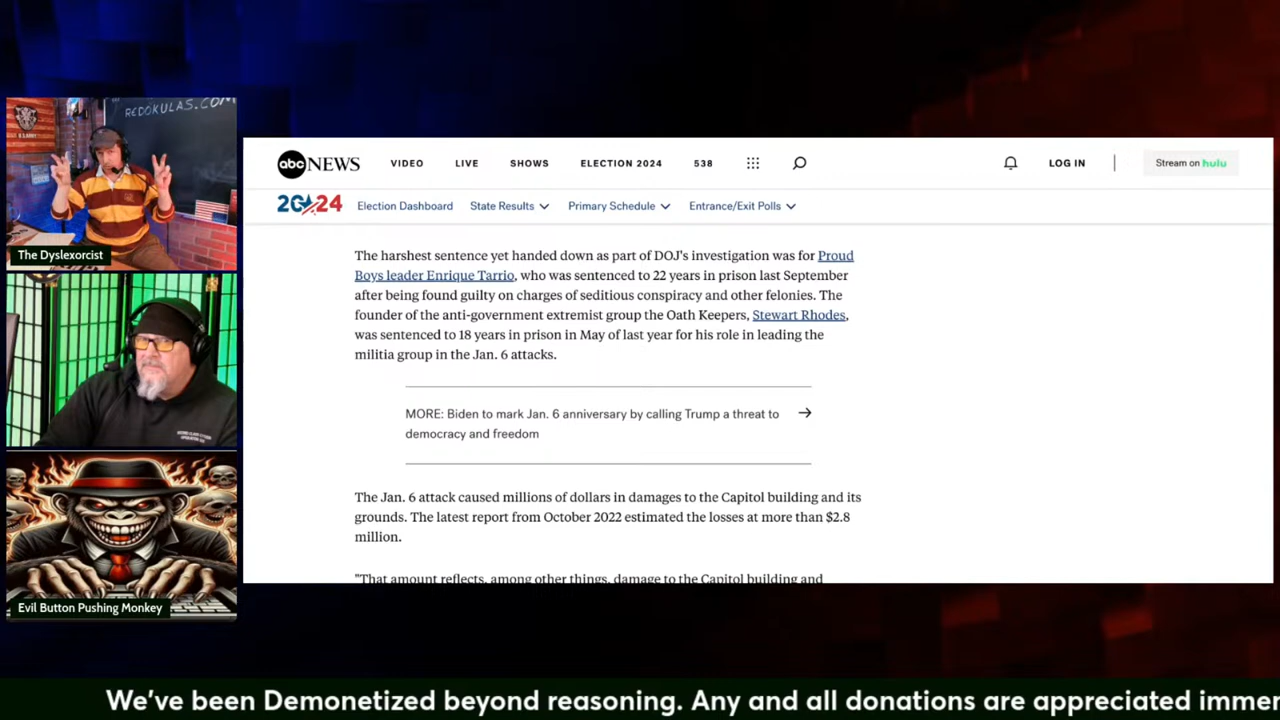 REDOKULAS.COM
The Dyslexorcist
Evil Button Pushing Monkey
abc NEWS VIDEO LIVE SHOWS ELECTION 2024 538 LOG IN Stream on hulu
2024 Election Dashboard State Results Primary Schedule Entrance/Exit Polls
The harshest sentence yet handed down as part of DOJ's investigation was for Proud
Boys leader Enrique Tarrio, who was sentenced to 22 years in prison last September
after being found guilty on charges of seditious conspiracy and other felonies. The
founder of the anti-government extremist group the Oath Keepers, Stewart Rhodes,
was sentenced to 18 years in prison in May of last year for his role in leading the
militia group in the Jan. 6 attacks.
MORE: Biden to mark Jan. 6 anniversary by calling Trump a threat to
democracy and freedom
The Jan. 6 attack caused millions of dollars in damages to the Capitol building and its
grounds. The latest report from October 2022 estimated the losses at more than $2.8
million.
"That amount reflects, among other things, damage to the Capitol building and
We've been Demonetized beyond reasoning. Any and all donations are appreciated immen